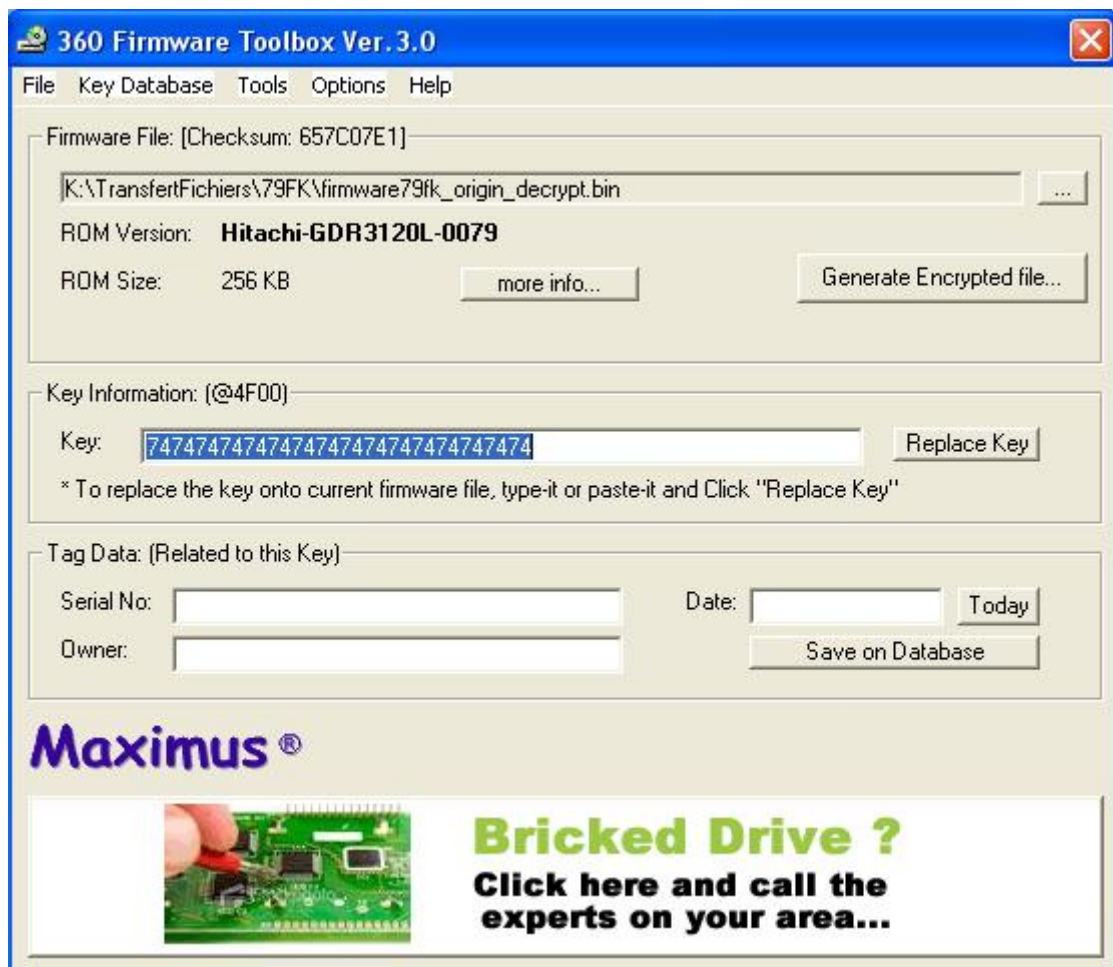 360 Firmware Toolbox Ver.3.0
File Key Database Tools Options Help
Firmware File: [Checksum: 657C07E1]
K:\TransfertFichiers\79FK\firmware79fk_origin_decrypt.bin ...
ROM Version: Hitachi-GDR3120L-0079
ROM Size: 256 KB more info... Generate Encrypted file...
Key Information: (@4F00)
Key: 74747474747474747474747474747474 Replace Key
* To replace the key onto current firmware file, type-it or paste-it and Click "Replace Key"
Tag Data: (Related to this Key)
Serial No: Date: Today
Owner: Save on Database
Maximus ®
Bricked Drive ?
Click here and call the
experts on your area...